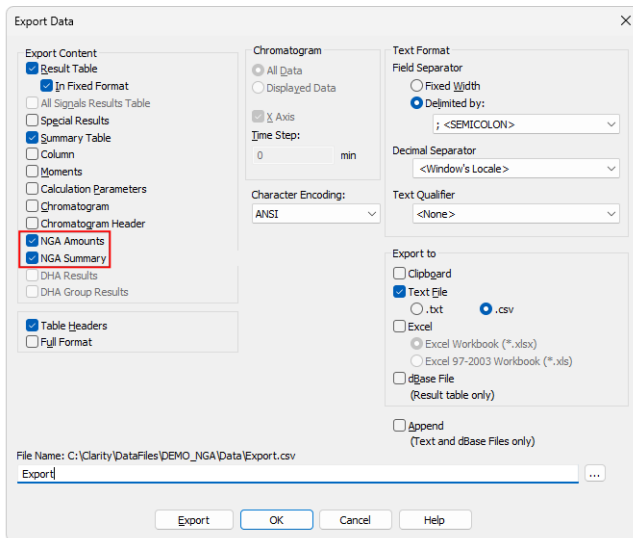 Export Data
Export Content
Result Table
In Fixed Format
All Signals Results Table
Special Results
Summary Table
Column
Moments
Calculation Parameters
Chromatogram
Chromatogram Header
NGA Amounts
NGA Summary
DHA Results
DHA Group Results
Table Headers
Full Format
Chromatogram
All Data
Displayed Data
X Axis
Time Step:
0 min
Character Encoding:
ANSI
Text Format
Field Separator
Fixed Width
Delimited by:
; <SEMICOLON>
Decimal Separator
<Window's Locale>
Text Qualifier
<None>
Export to
Clipboard
Text File
.txt .csv
Excel
Excel Workbook (*.xlsx)
Excel 97-2003 Workbook (*.xls)
dBase File
(Result table only)
Append
(Text and dBase Files only)
File Name: C:\Clarity\DataFiles\DEMO_NGA\Data\Export.csv
Export
...
Export OK Cancel Help